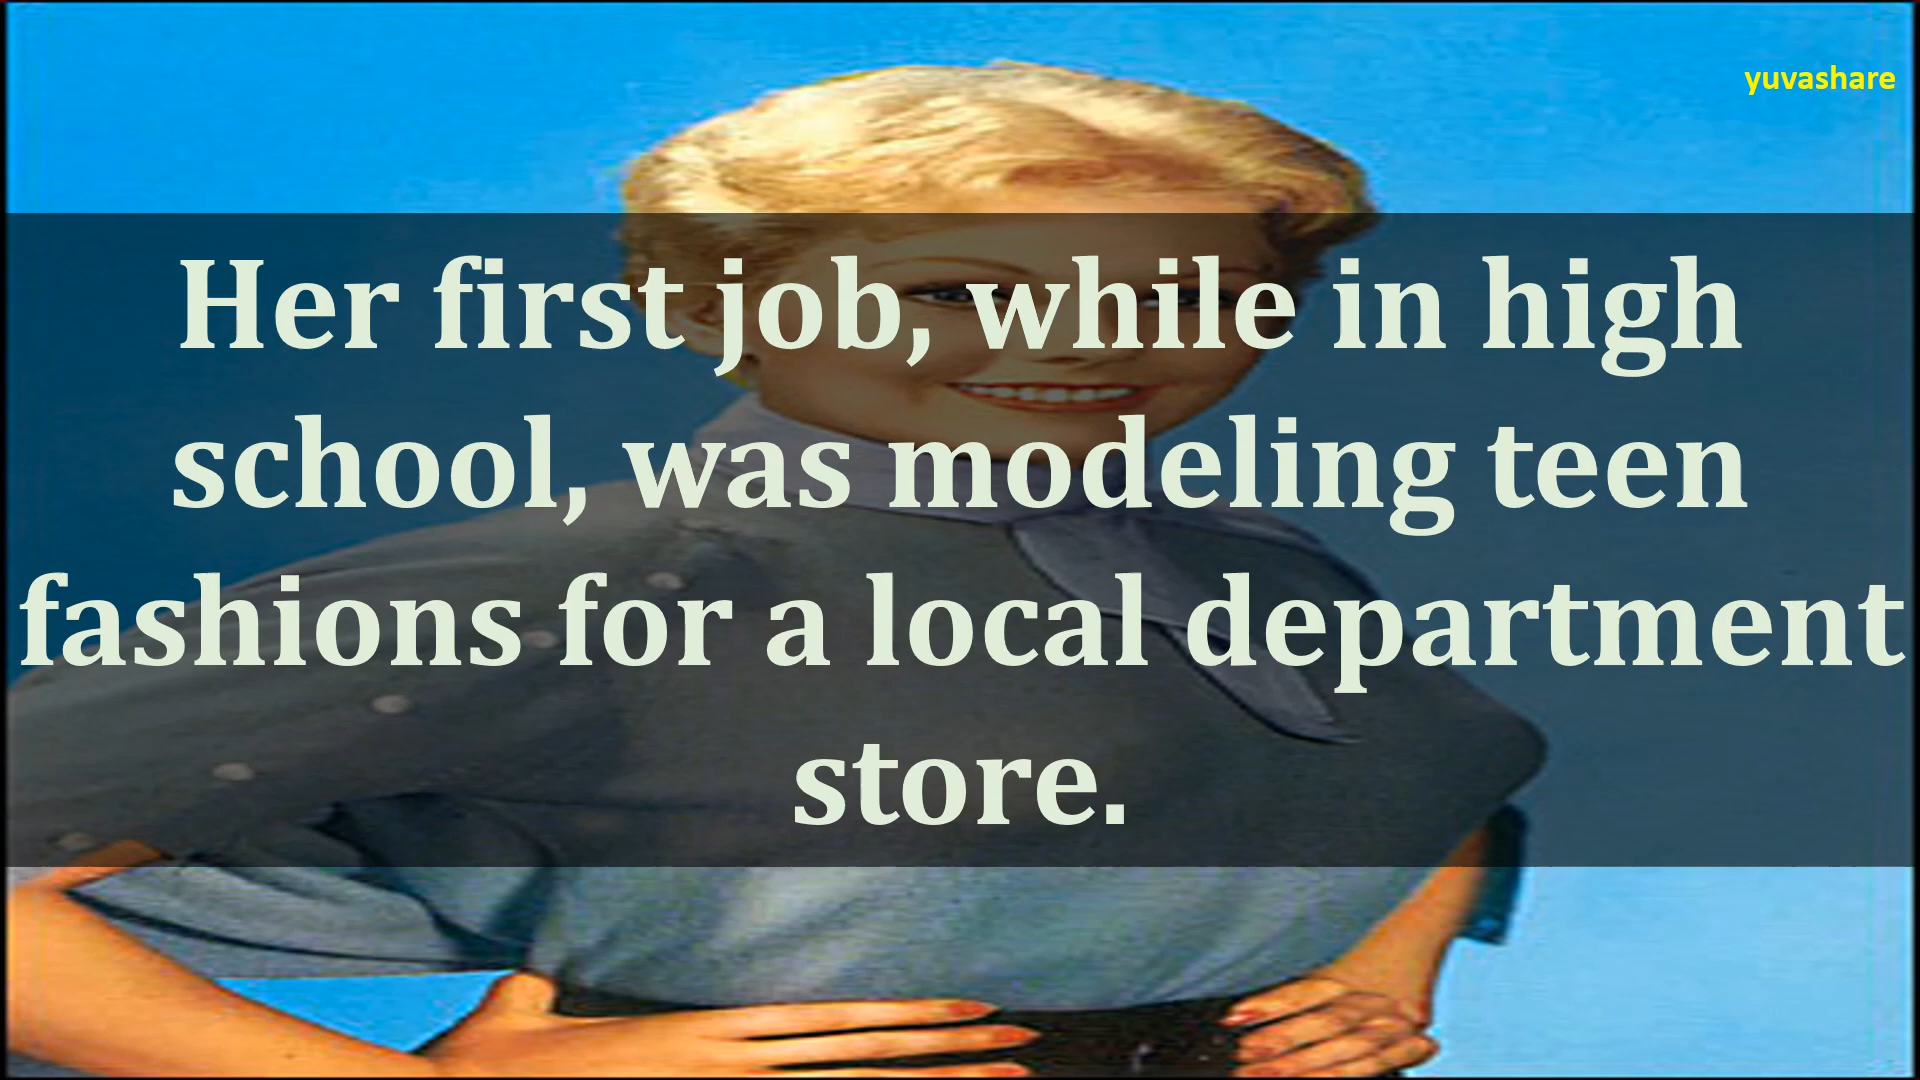 yuvashare
Her first job, while in high
school, was modeling teen
fashions for a local department
store.